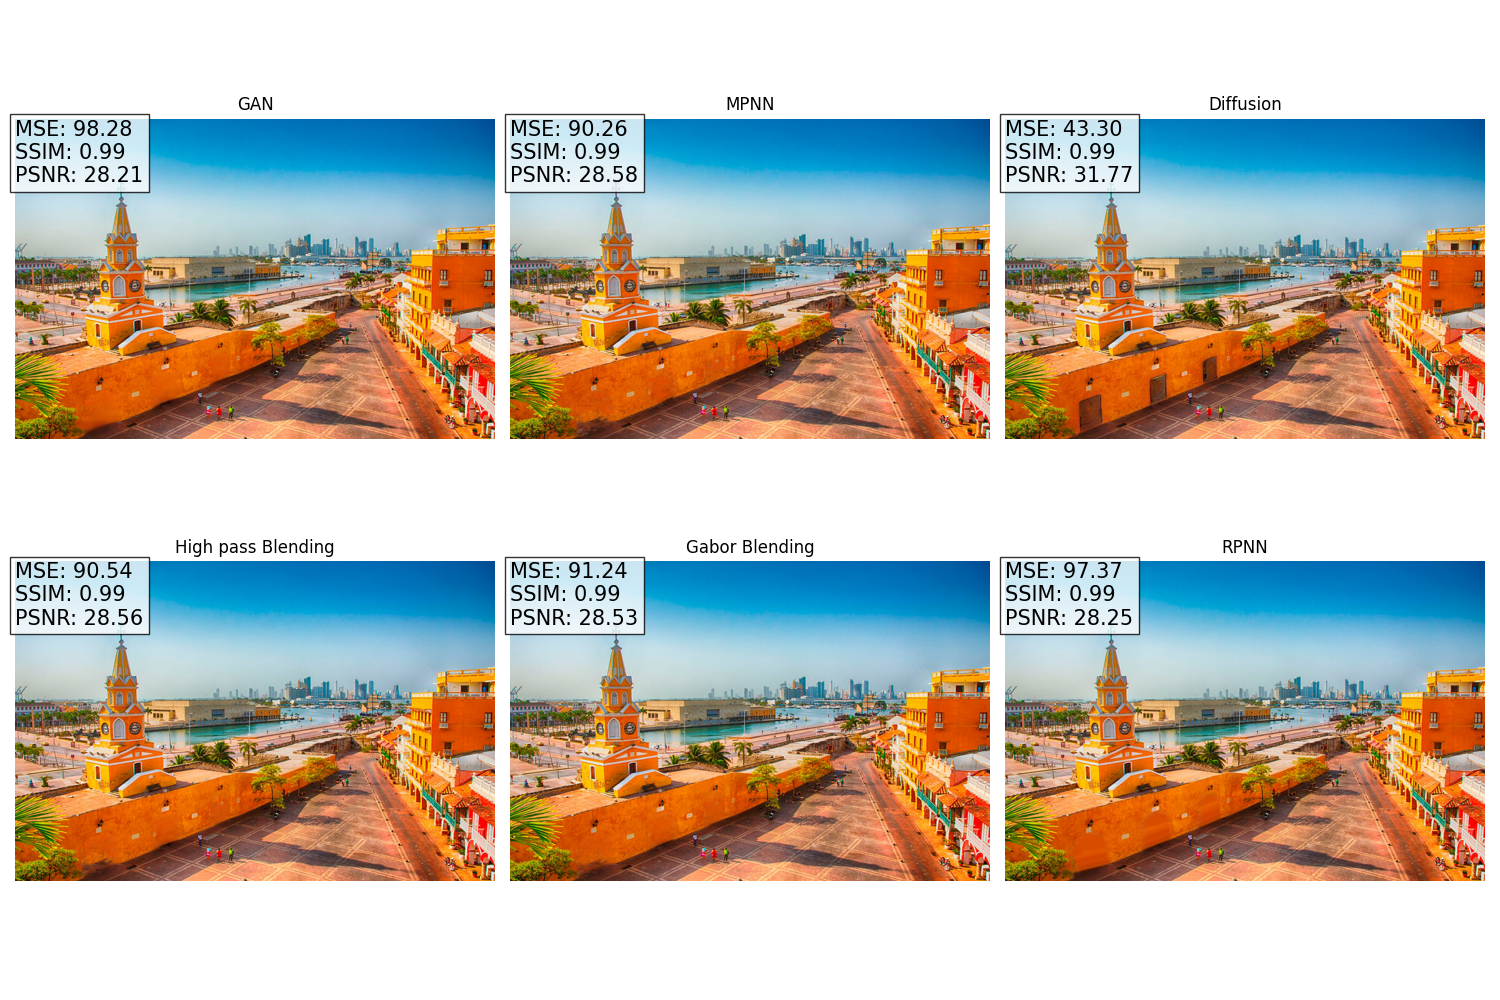 GAN
MSE: 98.28
SSIM: 0.99
PSNR: 28.21
MPNN
MSE: 90.26
SSIM: 0.99
PSNR: 28.58
Diffusion
MSE: 43.30
SSIM: 0.99
PSNR: 31.77
High pass Blending
MSE: 90.54
SSIM: 0.99
PSNR: 28.56
Gabor Blending
MSE: 91.24
SSIM: 0.99
PSNR: 28.53
RPNN
MSE: 97.37
SSIM: 0.99
PSNR: 28.25